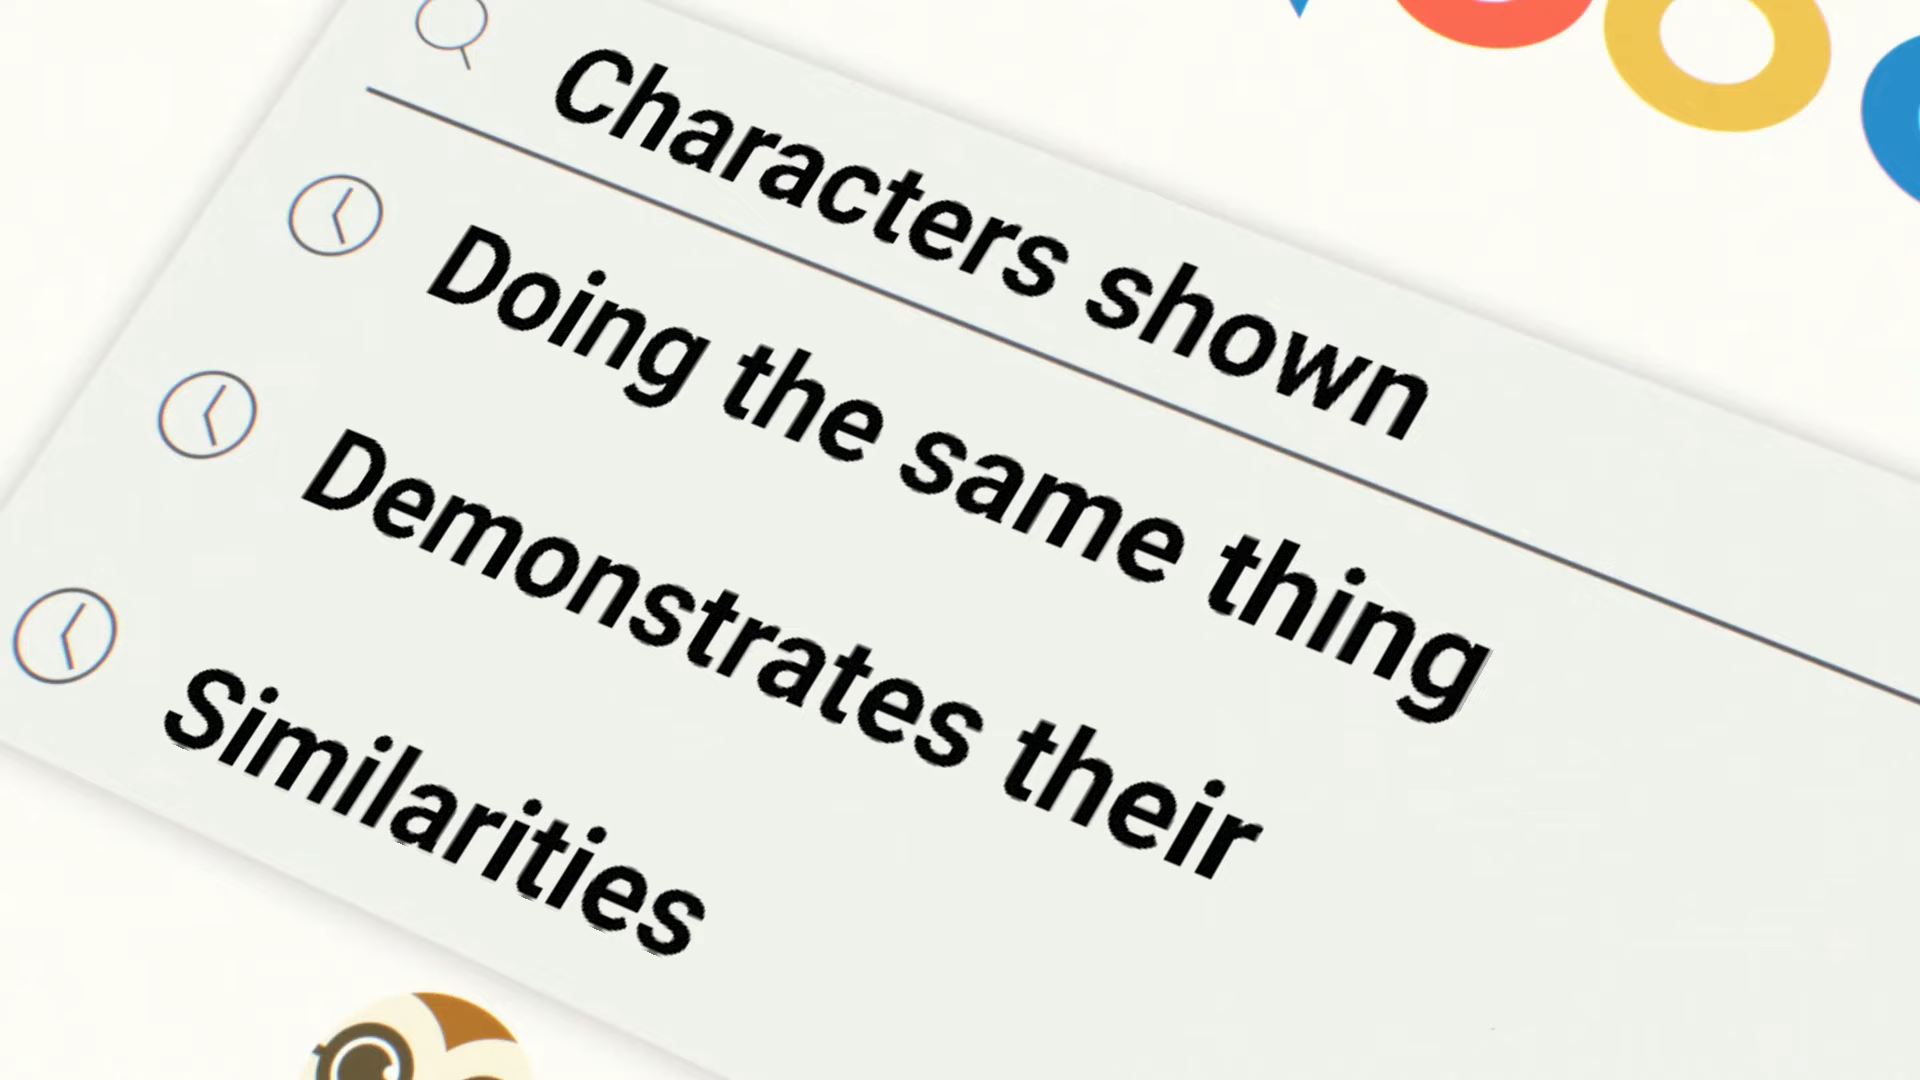 Characters shown
Doing the same thing
Demonstrates their
Similarities